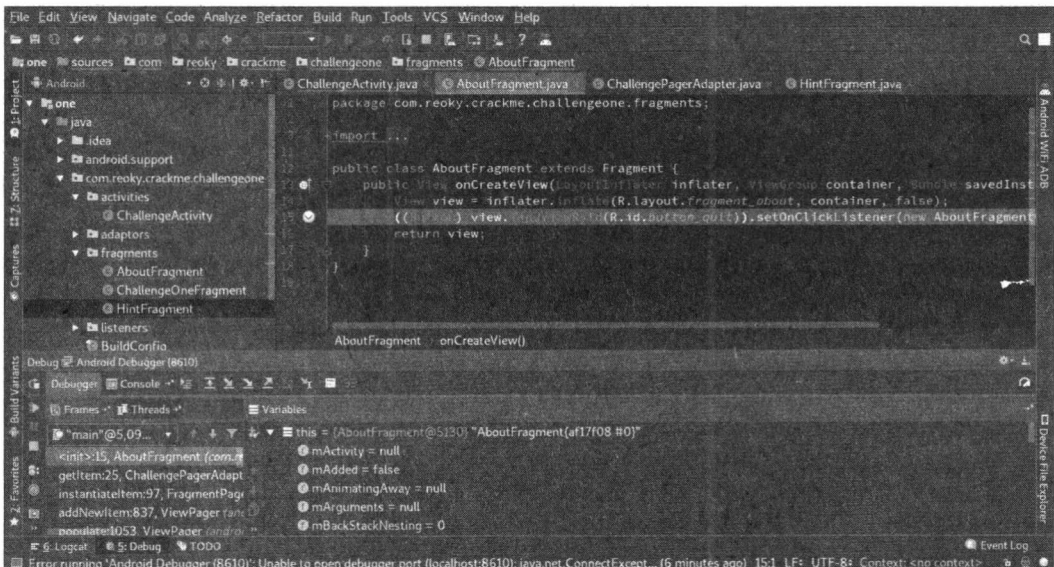 File Edit View Navigate Code Analyze Refactor Build Run Tools VCS Window Help
one sources com reoky crackme challengeone fragments AboutFragment
Android
ChallengeActivity.java AboutFragment.java ChallengePagerAdapter.java HintFragment.java
1: Project
Z: Structure
Captures
Build Variants
2: Favorites
one
java
.idea
android.support
com.reoky.crackme.challengeone
activities
ChallengeActivity
adaptors
fragments
AboutFragment
ChallengeOneFragment
HintFragment
listeners
BuildConfig
package com.reoky.crackme.challengeone.fragments;
import ...
public class AboutFragment extends Fragment {
public View onCreateView(LayoutInflater inflater, ViewGroup container, Bundle savedInst
View view = inflater.inflate(R.layout.fragment_about, container, false);
view. (R.id.button_quit)).setOnClickListener(new AboutFragment
return view;
}
}
AboutFragment onCreateView()
Android WiFi ADB
Device File Explorer
Debug Android Debugger (8610)
Debugger Console
Frames Threads Variables
"main"@5,09...
<init>:15, AboutFragment (com.re
getItem:25, ChallengePagerAdapt
instantiateItem:97, FragmentPage
addNewItem:837, ViewPager (and
populate:1053, ViewPager (androi
this = {AboutFragment@5130} "AboutFragment{af17f08 #0}"
mActivity = null
mAdded = false
mAnimatingAway = null
mArguments = null
mBackStackNesting = 0
6: Logcat 5: Debug TODO Event Log
Error running 'Android Debugger (8610)': Unable to open debugger port (localhost:8610): java.net.ConnectExcept... (6 minutes ago) 15:1 LF: UTF-8: Context: <no context>